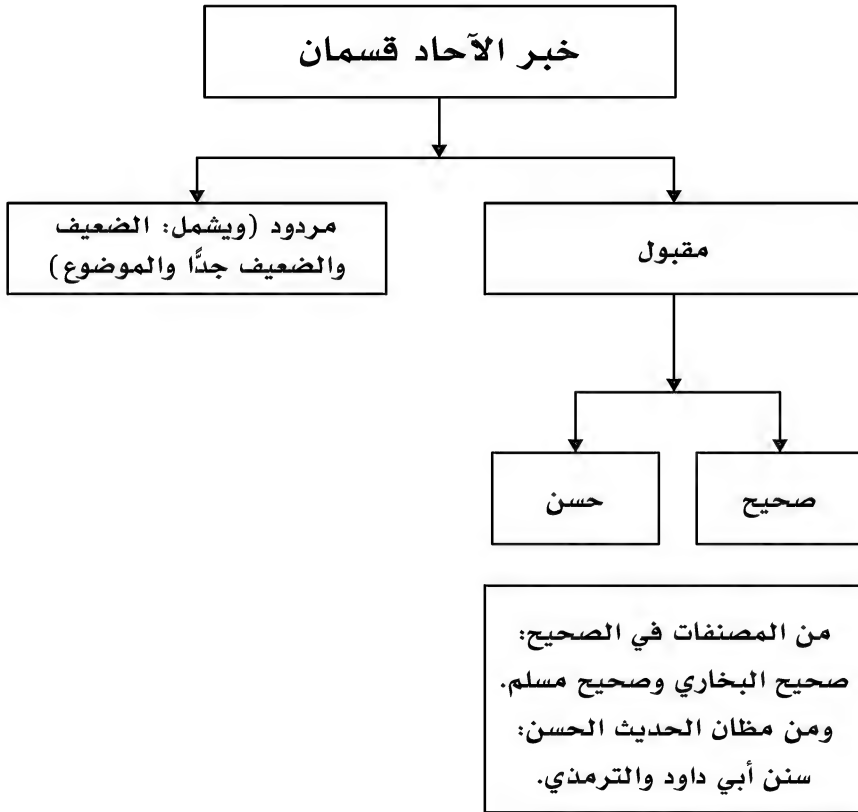 خبر الآحاد قسمان
مقبول
مردود (ويشمل: الضعيف
والضعيف جدًّا والموضوع)
صحيح
حسن
من المصنفات في الصحيح:
صحيح البخاري وصحيح مسلم.
ومن مظان الحديث الحسن:
سنن أبي داود والترمذي.